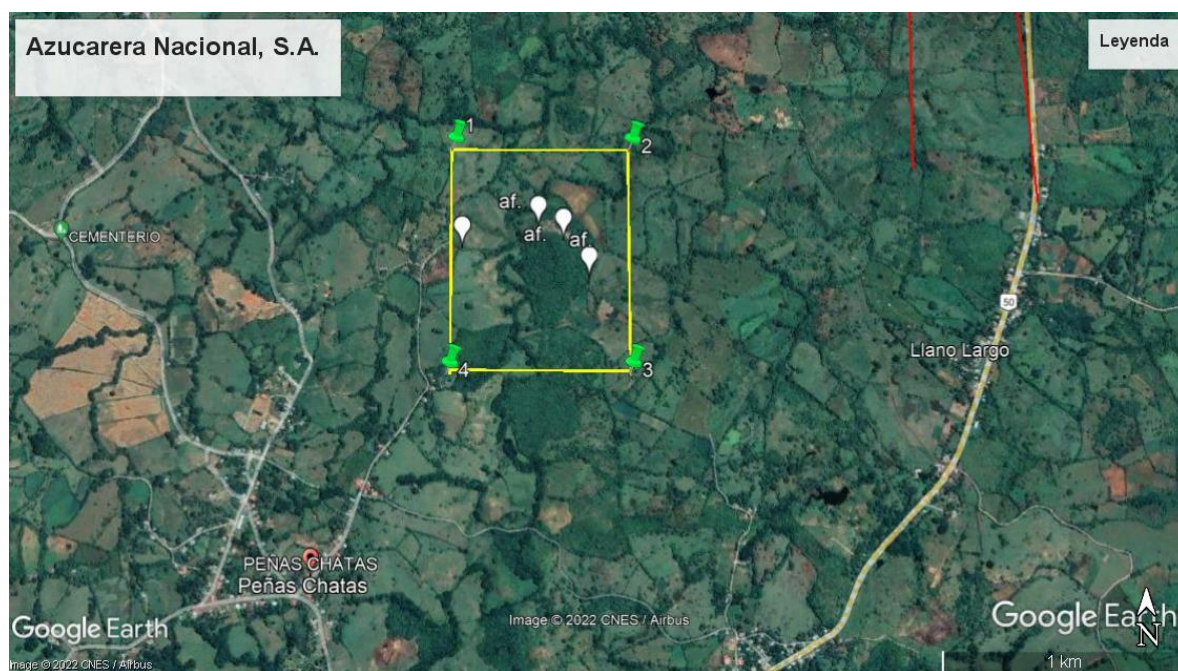 Azucarera Nacional, S.A.
Leyenda
1
2
af.
af.
af.
CEMENTERIO
50
Llano Largo
4
3
PEÑAS CHATAS
Peñas Chatas
Google Earth
Image © 2022 CNES / Airbus
Google Earth
N
Image © 2022 CNES / Airbus
1 km